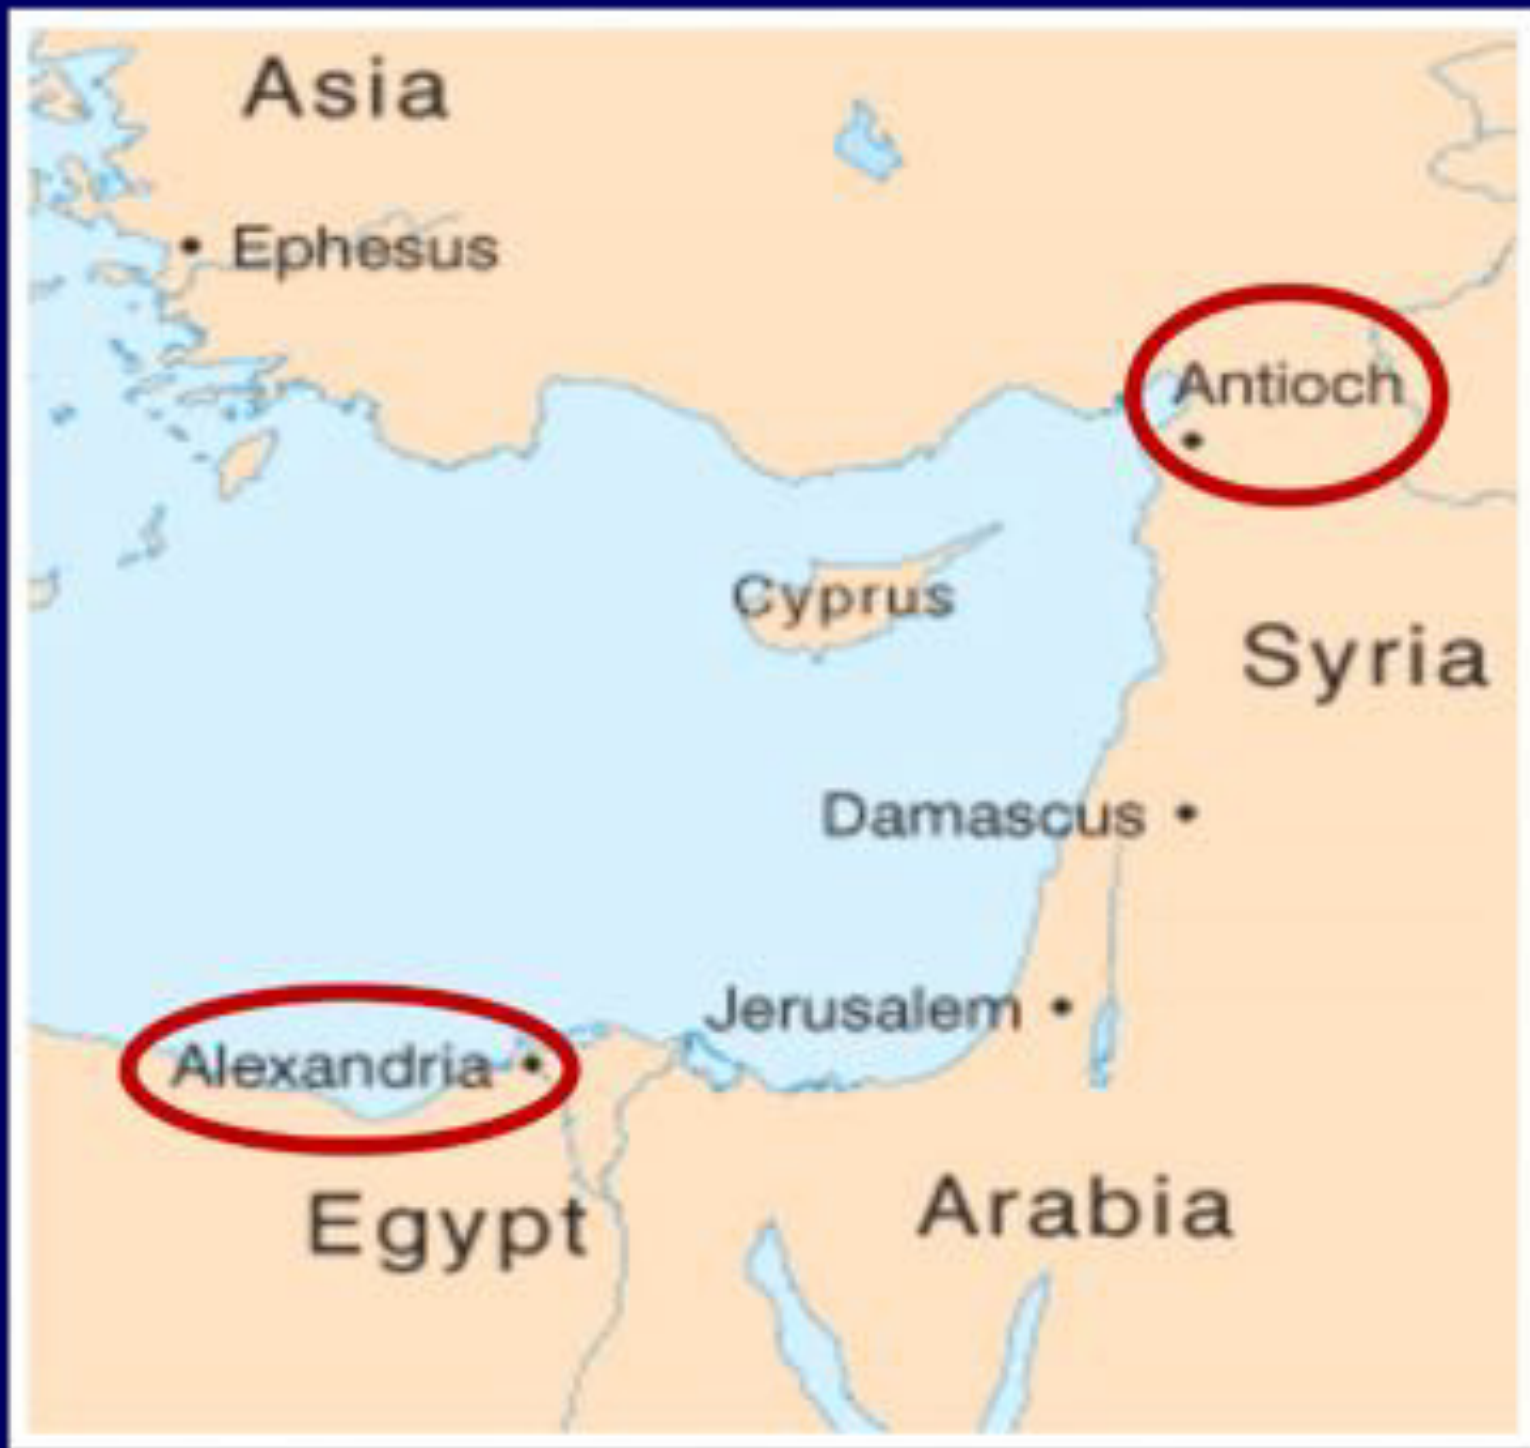 Asia
Ephesus
Antioch
Cyprus
Syria
Damascus
Jerusalem
Alexandria
Arabia
Egypt